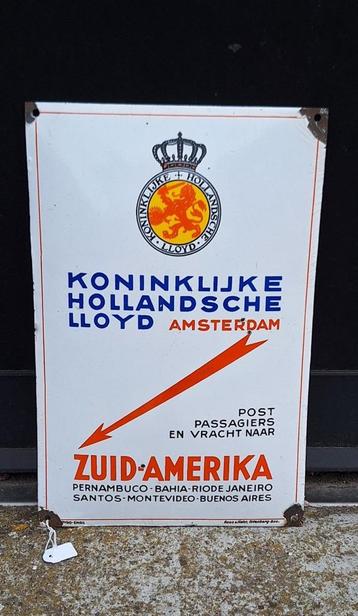 KONINKLIJKE · HOLLANDSCHE · LLOYD ·
KONINKLIJKE
HOLLANDSCHE
LLOYD AMSTERDAM
POST
PASSAGIERS
EN VRACHT NAAR
ZUID-AMERIKA
PERNAMBUCO-BAHIA-RIODE JANEIRO
SANTOS-MONTEVIDEO-BUENOS AIRES